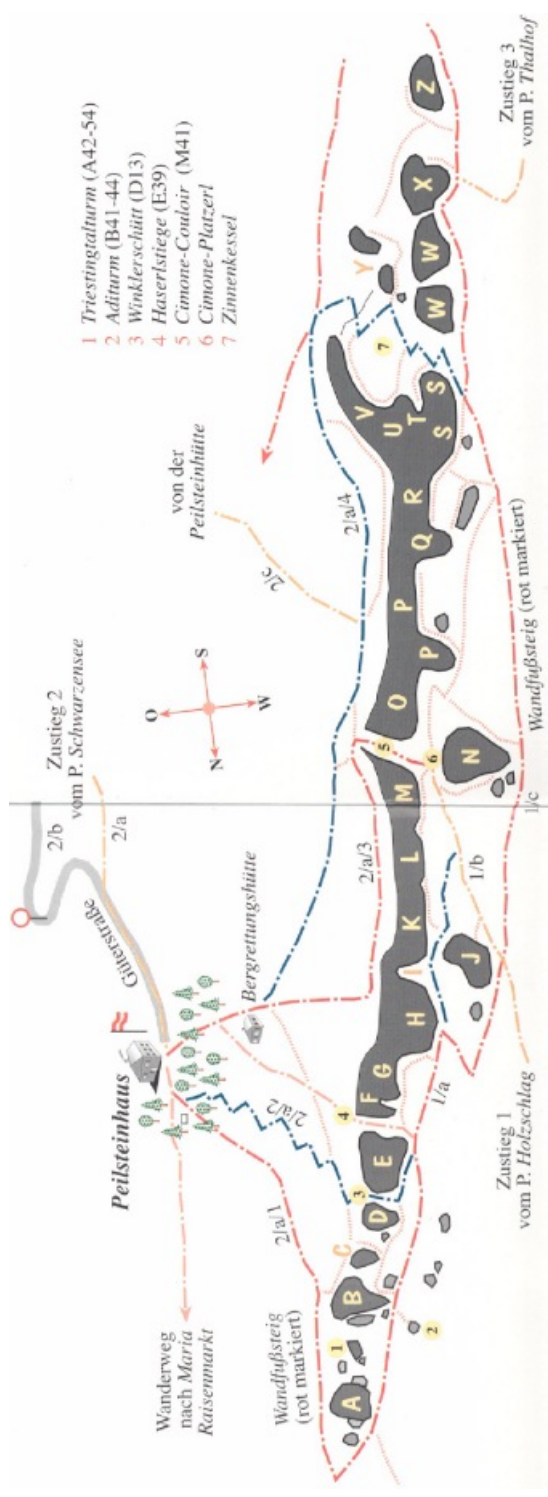 1 Triestingtalturm (A42-54)
2 Aditurm (B41-44)
3 Winklerschütt (D13)
4 Haserlstiege (E39)
5 Cimone-Couloir (M41)
6 Cimone-Platzerl
7 Zinnenkessel
Zustieg 2
vom P. Schwarzensee
2/b
2/a
Güterstraße
Peilsteinhaus
Bergrettungshütte
Wanderweg
nach Maria
Raisenmarkt
von der
Peilsteinhütte
2/c
O
N
S
W
2/a/1
2/a/2
2/a/3
2/a/4
Wandfußsteig
(rot markiert)
A
B
C
D
E
F
G
H
I
J
K
L
M
N
O
P
P
Q
R
S
S
T
U
V
W
W
X
Y
Z
1
2
3
4
5
6
7
1/a
1/b
1/c
Zustieg 1
vom P. Holzschlag
Wandfußsteig (rot markiert)
Zustieg 3
vom P. Thalhof